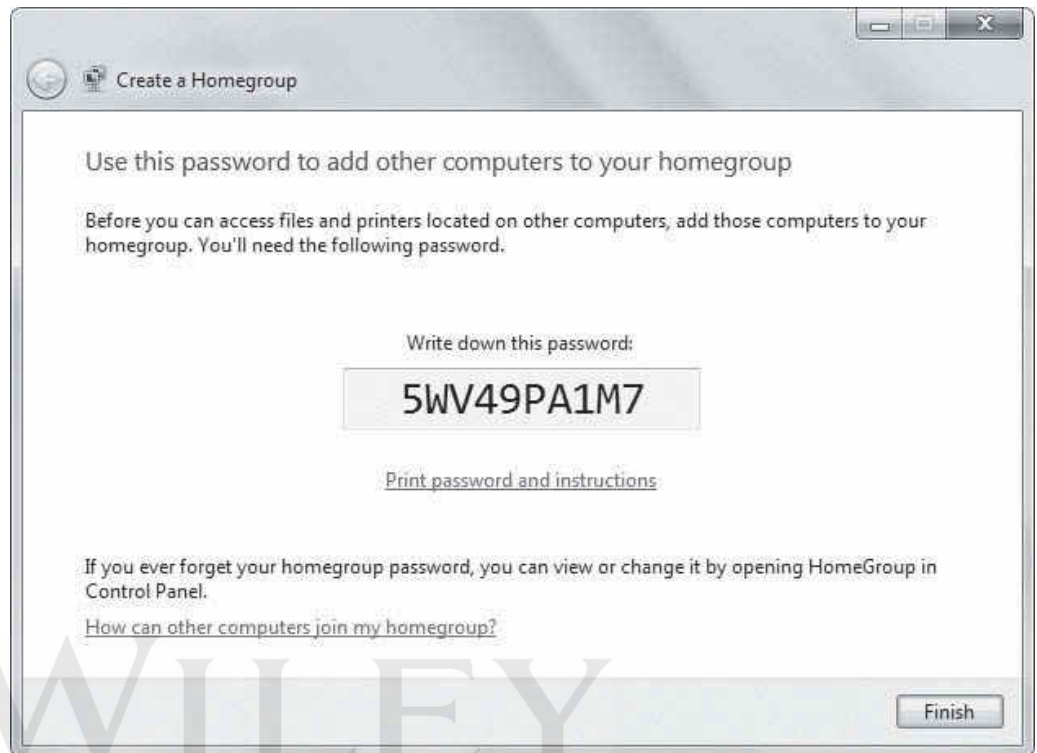 Create a Homegroup
Use this password to add other computers to your homegroup
Before you can access files and printers located on other computers, add those computers to your
homegroup. You'll need the following password.
Write down this password:
5WV49PA1M7
Print password and instructions
If you ever forget your homegroup password, you can view or change it by opening HomeGroup in
Control Panel.
How can other computers join my homegroup?
WILEY
Finish